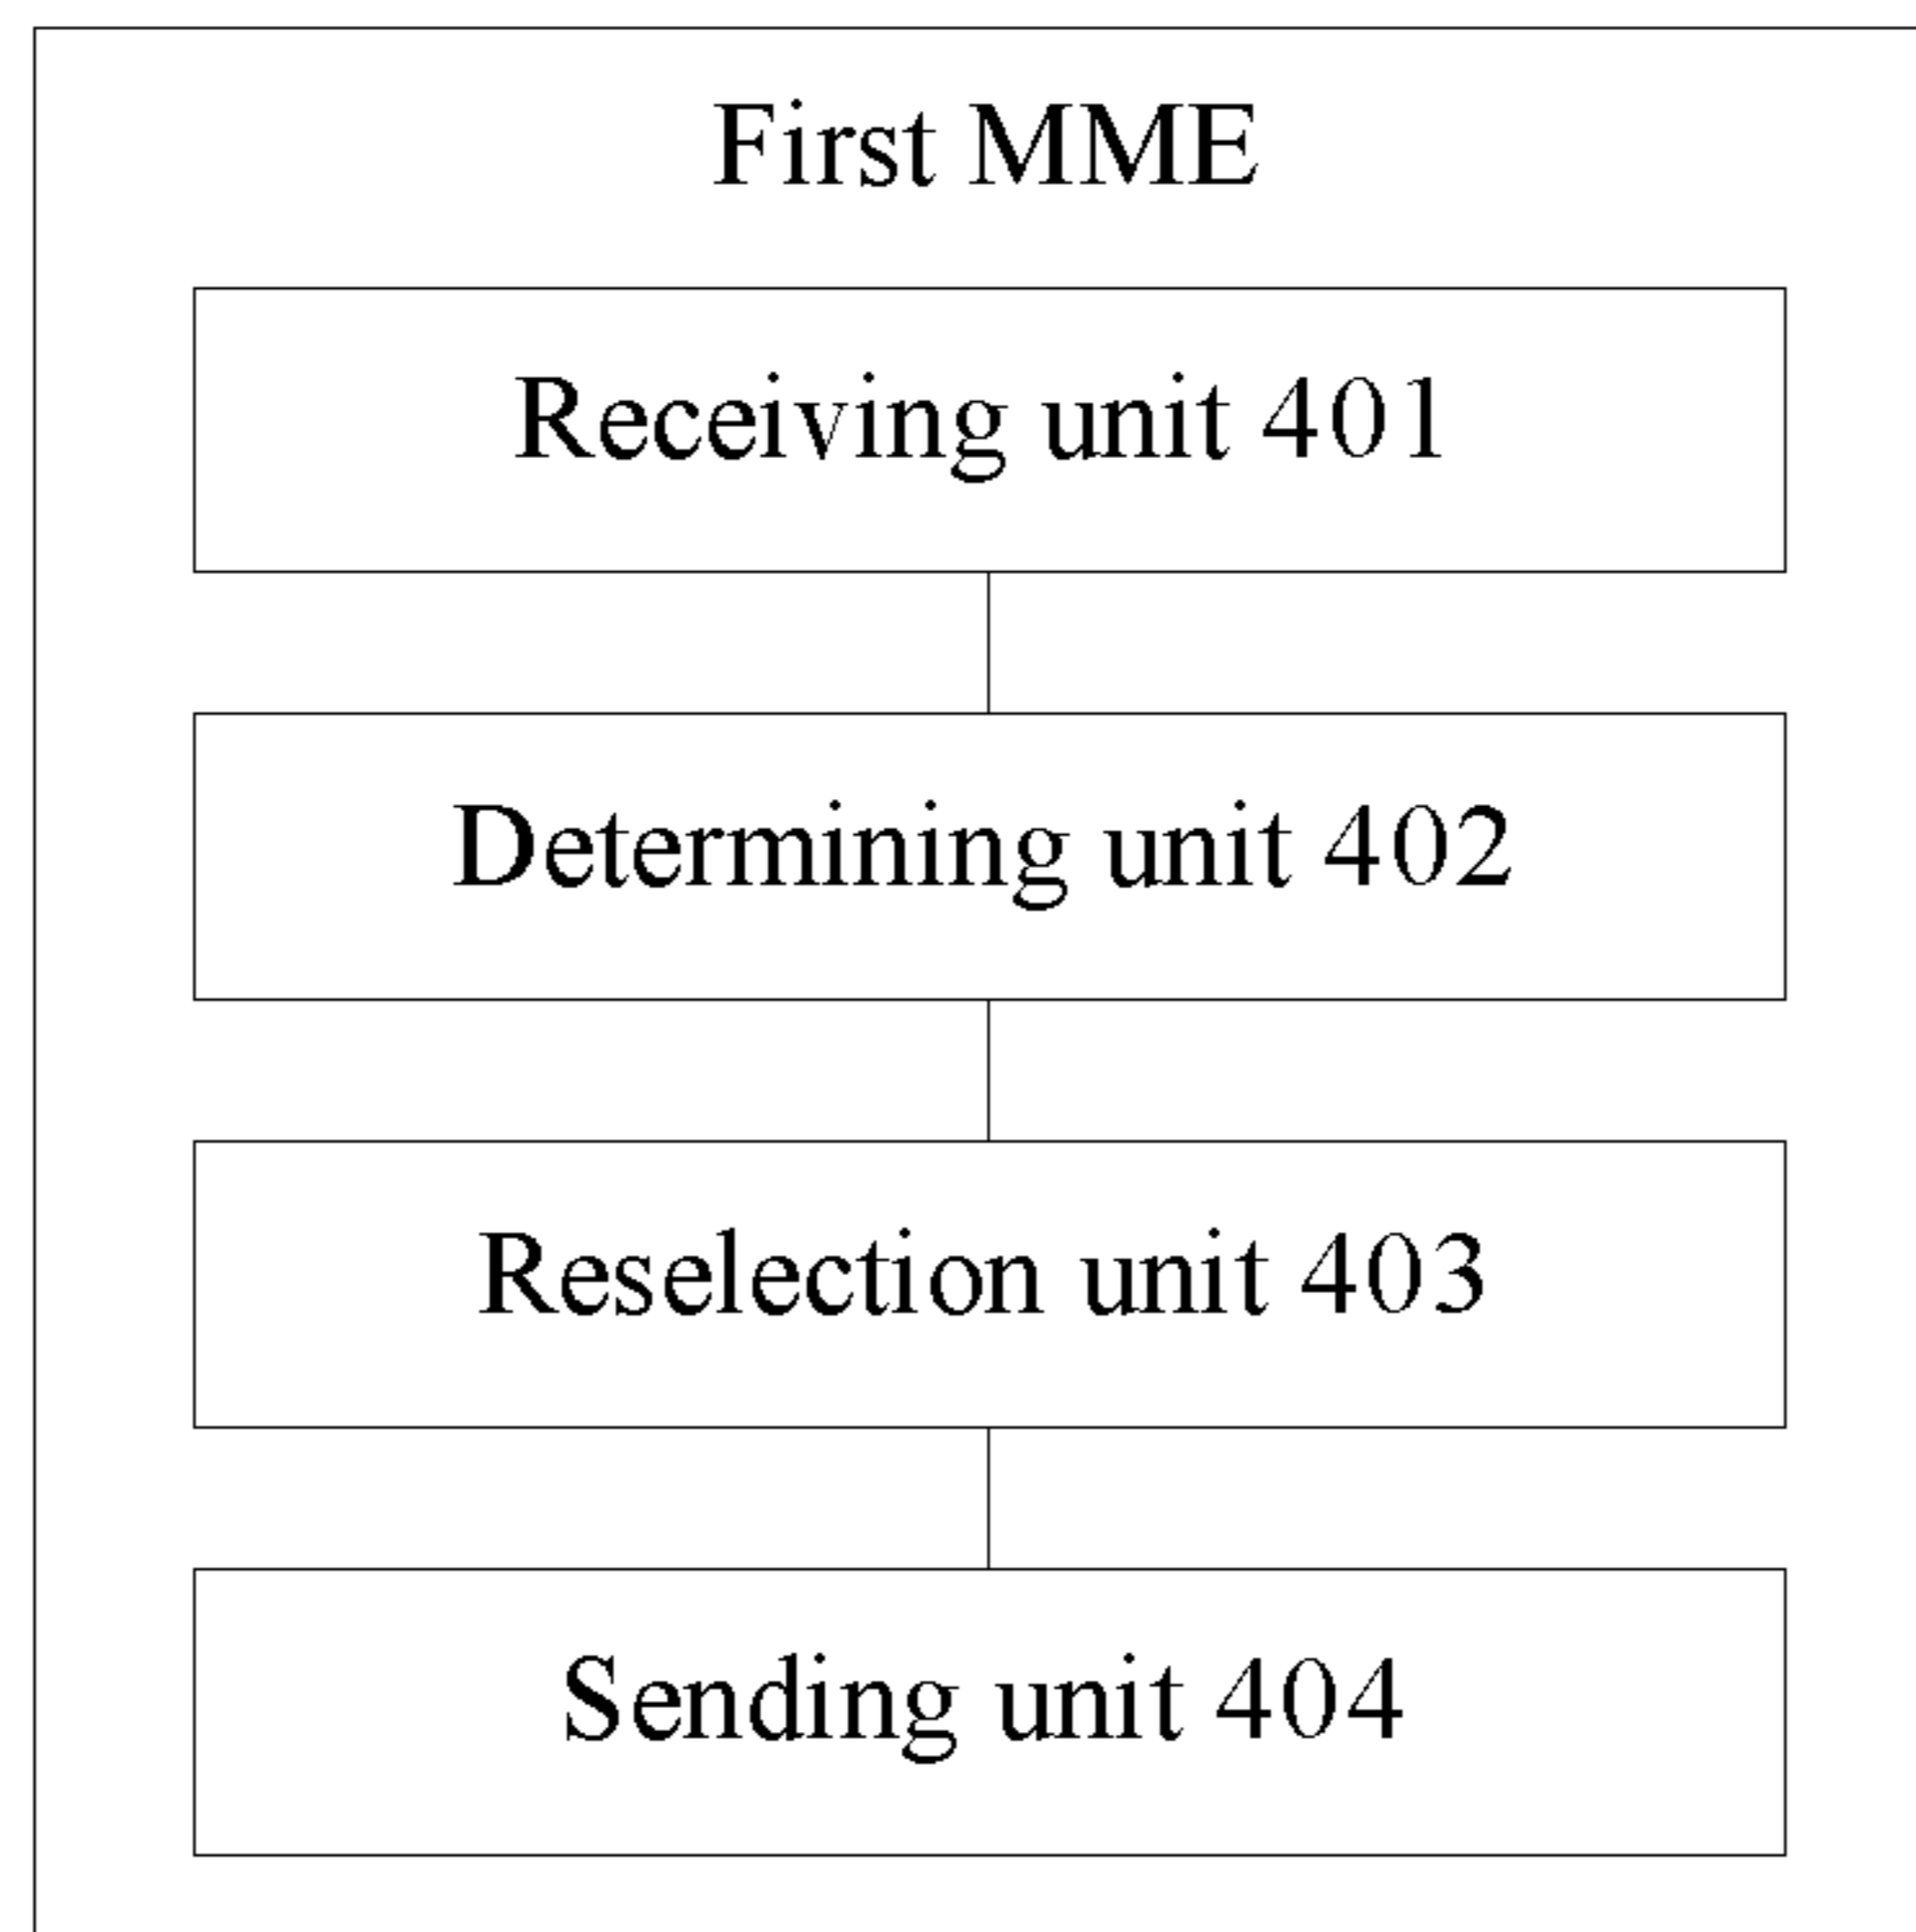 First MME
Receiving unit 401
Determining unit 402
Reselection unit 403
Sending unit 404